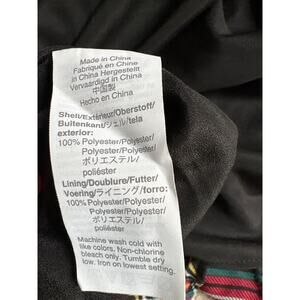 Made in China
Fabriqué en Chine
in China Hergestellt
Vervaardigd in China
中国製
Hecho en China
Shell/Extérieur/Oberstoff/
Buitenkant/シェル/tela
exterior:
100% Polyester/Polyester/
Polyester/Polyester/
ポリエステル/
poliéster
Lining/Doublure/Futter/
Voering/ライニング/forro:
100% Polyester/Polyester/
Polyester/Polyester/
ポリエステル/
poliéster
Machine wash cold with
like colors. Non-chlorine
bleach only. Tumble dry
low. Iron on lowest setting.